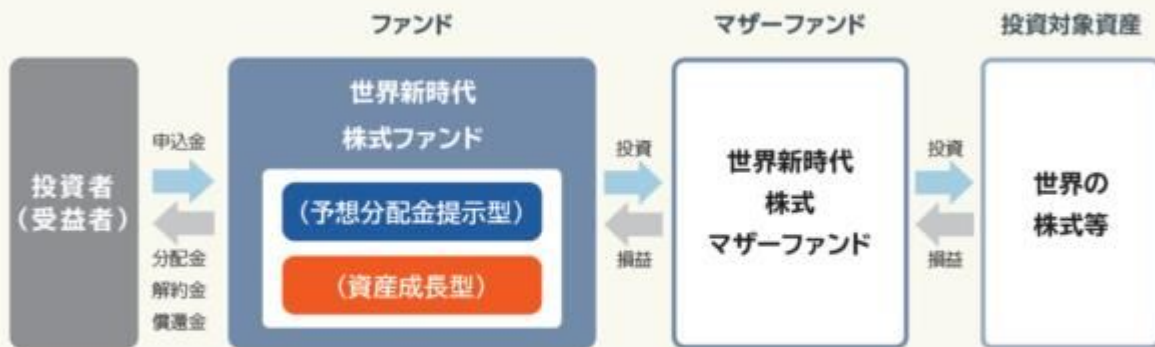 ファンド
マザーファンド
投資対象資産
投資者
(受益者)
申込金
分配金
解約金
償還金
世界新時代
株式ファンド
(予想分配金提示型)
(資産成長型)
投資
損益
世界新時代
株式
マザーファンド
投資
損益
世界の
株式等